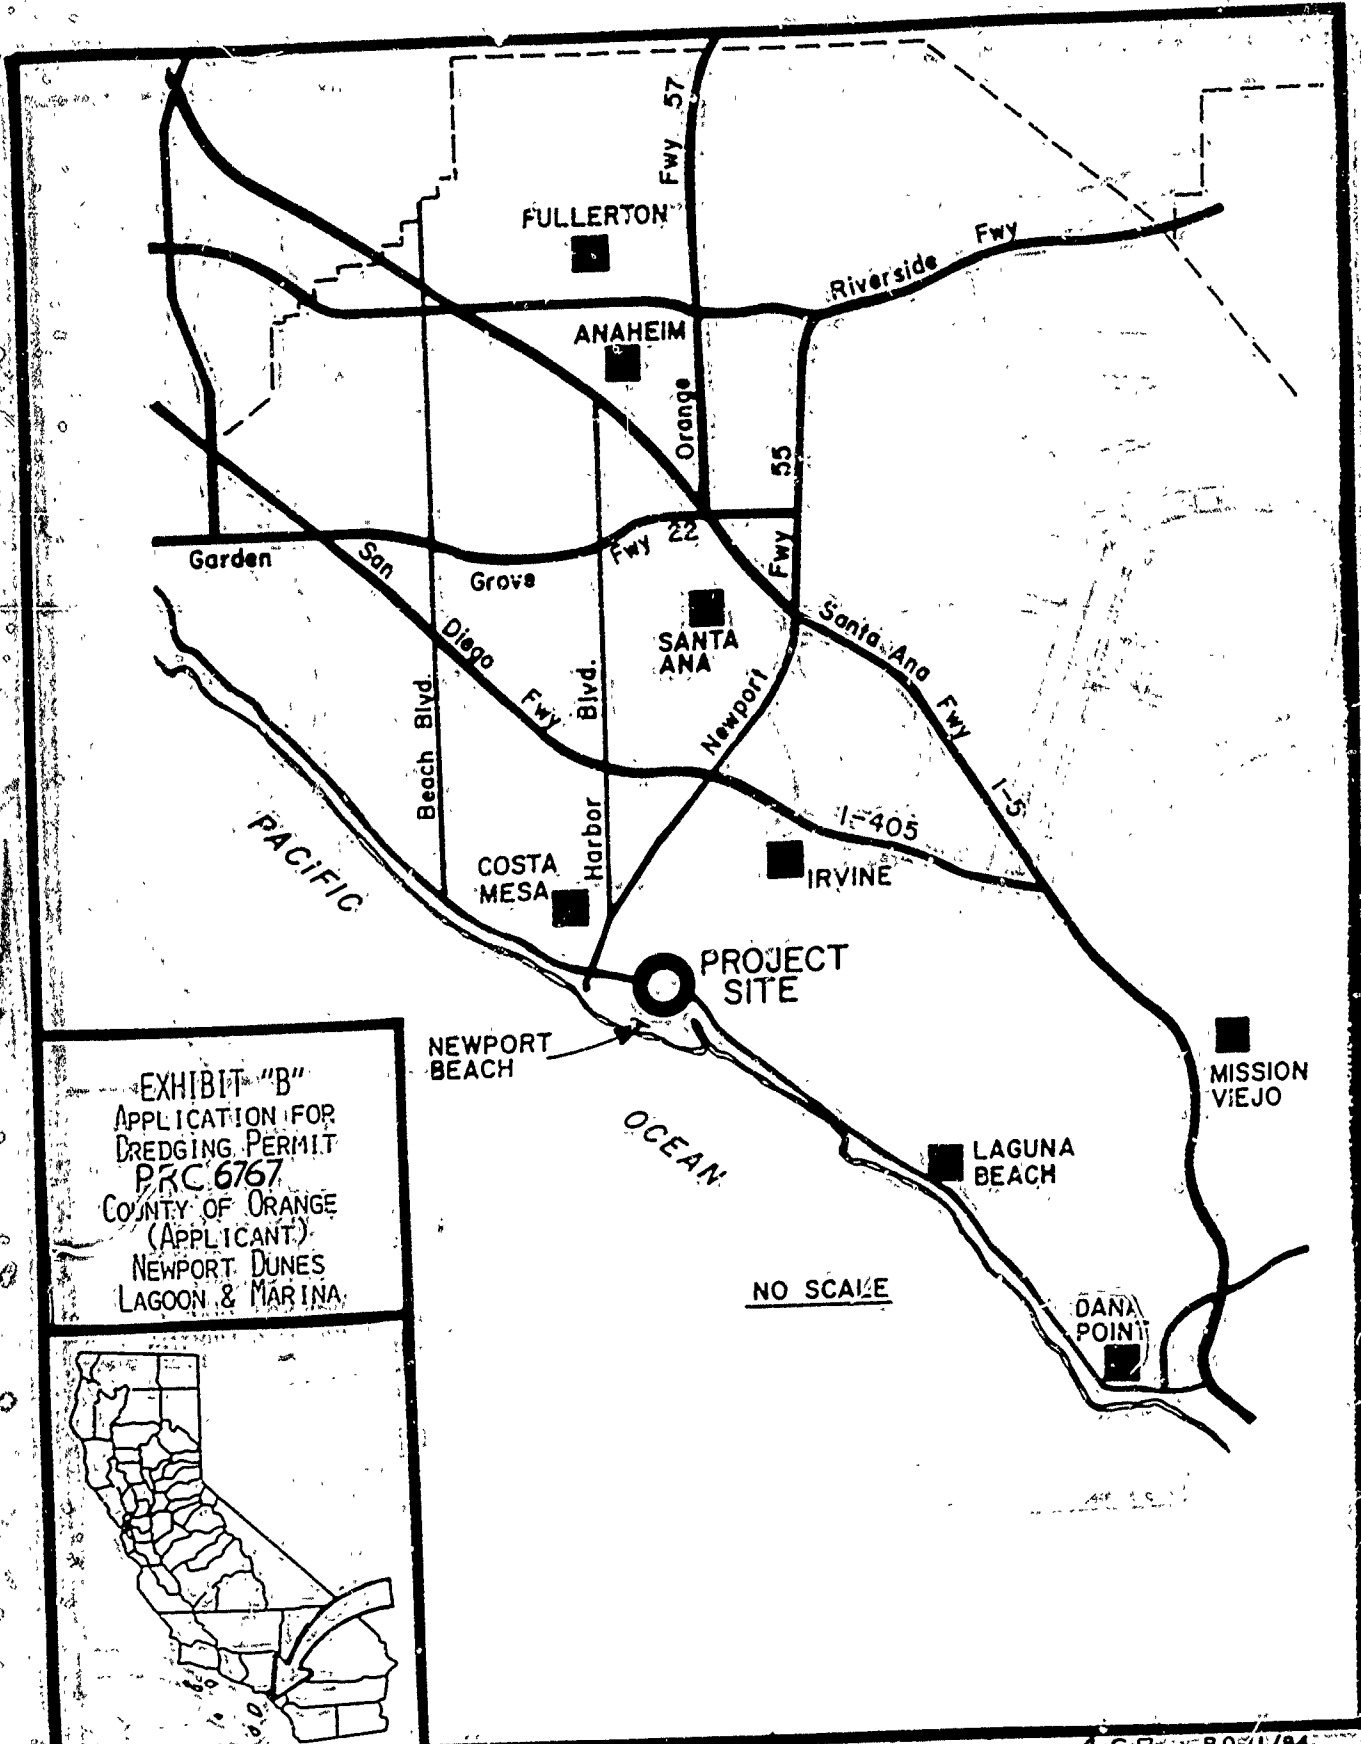 Fwy 57
FULLERTON
Riverside Fwy
ANAHEIM
Orange
55
Fwy
Garden Grove Fwy 22
San Diego Fwy
SANTA
ANA
Santa Ana Fwy
I-5
Newport
Beach Blvd.
Harbor Blvd.
I-405
PACIFIC
COSTA
MESA
IRVINE
PROJECT
SITE
NEWPORT
BEACH
MISSION
VIEJO
OCEAN
LAGUNA
BEACH
NO SCALE
DANA
POINT
EXHIBIT "B"
APPLICATION FOR
DREDGING PERMIT
PRC 6767
COUNTY OF ORANGE
(APPLICANT)
NEWPORT DUNES
LAGOON & MARINA